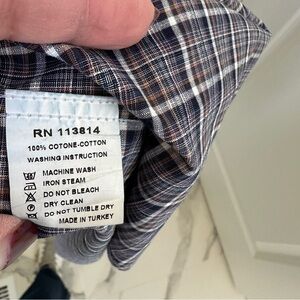 RN 113814
100% COTONE-COTTON
WASHING INSTRUCTION
MACHINE WASH
IRON STEAM
DO NOT BLEACH
DRY CLEAN
DO NOT TUMBLE DRY
MADE IN TURKEY